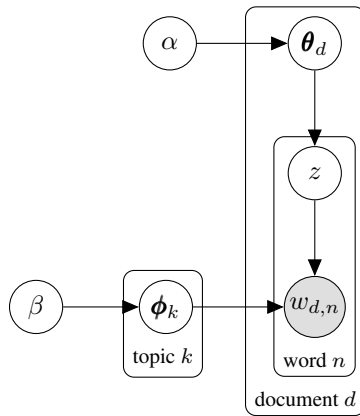 α
θ_d
z
β
ϕ_k
w_{d,n}
topic k
word n
document d